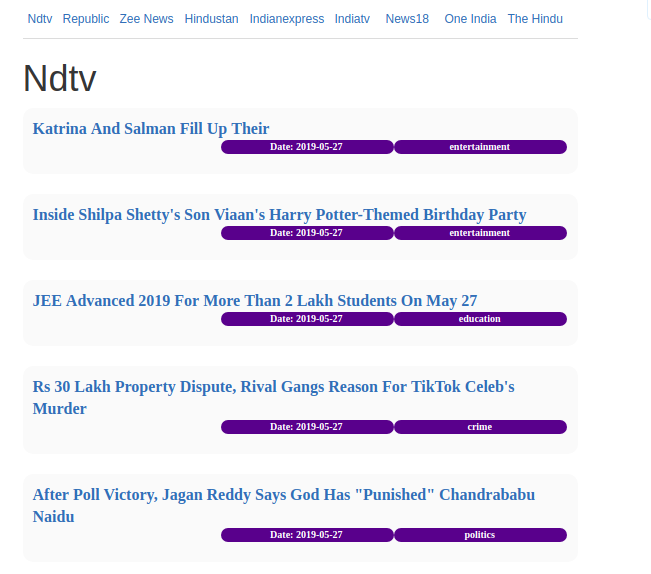 Ndtv Republic Zee News Hindustan Indianexpress Indiatv News18 One India The Hindu
Ndtv
Katrina And Salman Fill Up Their
Date: 2019-05-27 entertainment
Inside Shilpa Shetty's Son Viaan's Harry Potter-Themed Birthday Party
Date: 2019-05-27 entertainment
JEE Advanced 2019 For More Than 2 Lakh Students On May 27
Date: 2019-05-27 education
Rs 30 Lakh Property Dispute, Rival Gangs Reason For TikTok Celeb's
Murder
Date: 2019-05-27 crime
After Poll Victory, Jagan Reddy Says God Has "Punished" Chandrababu
Naidu
Date: 2019-05-27 politics